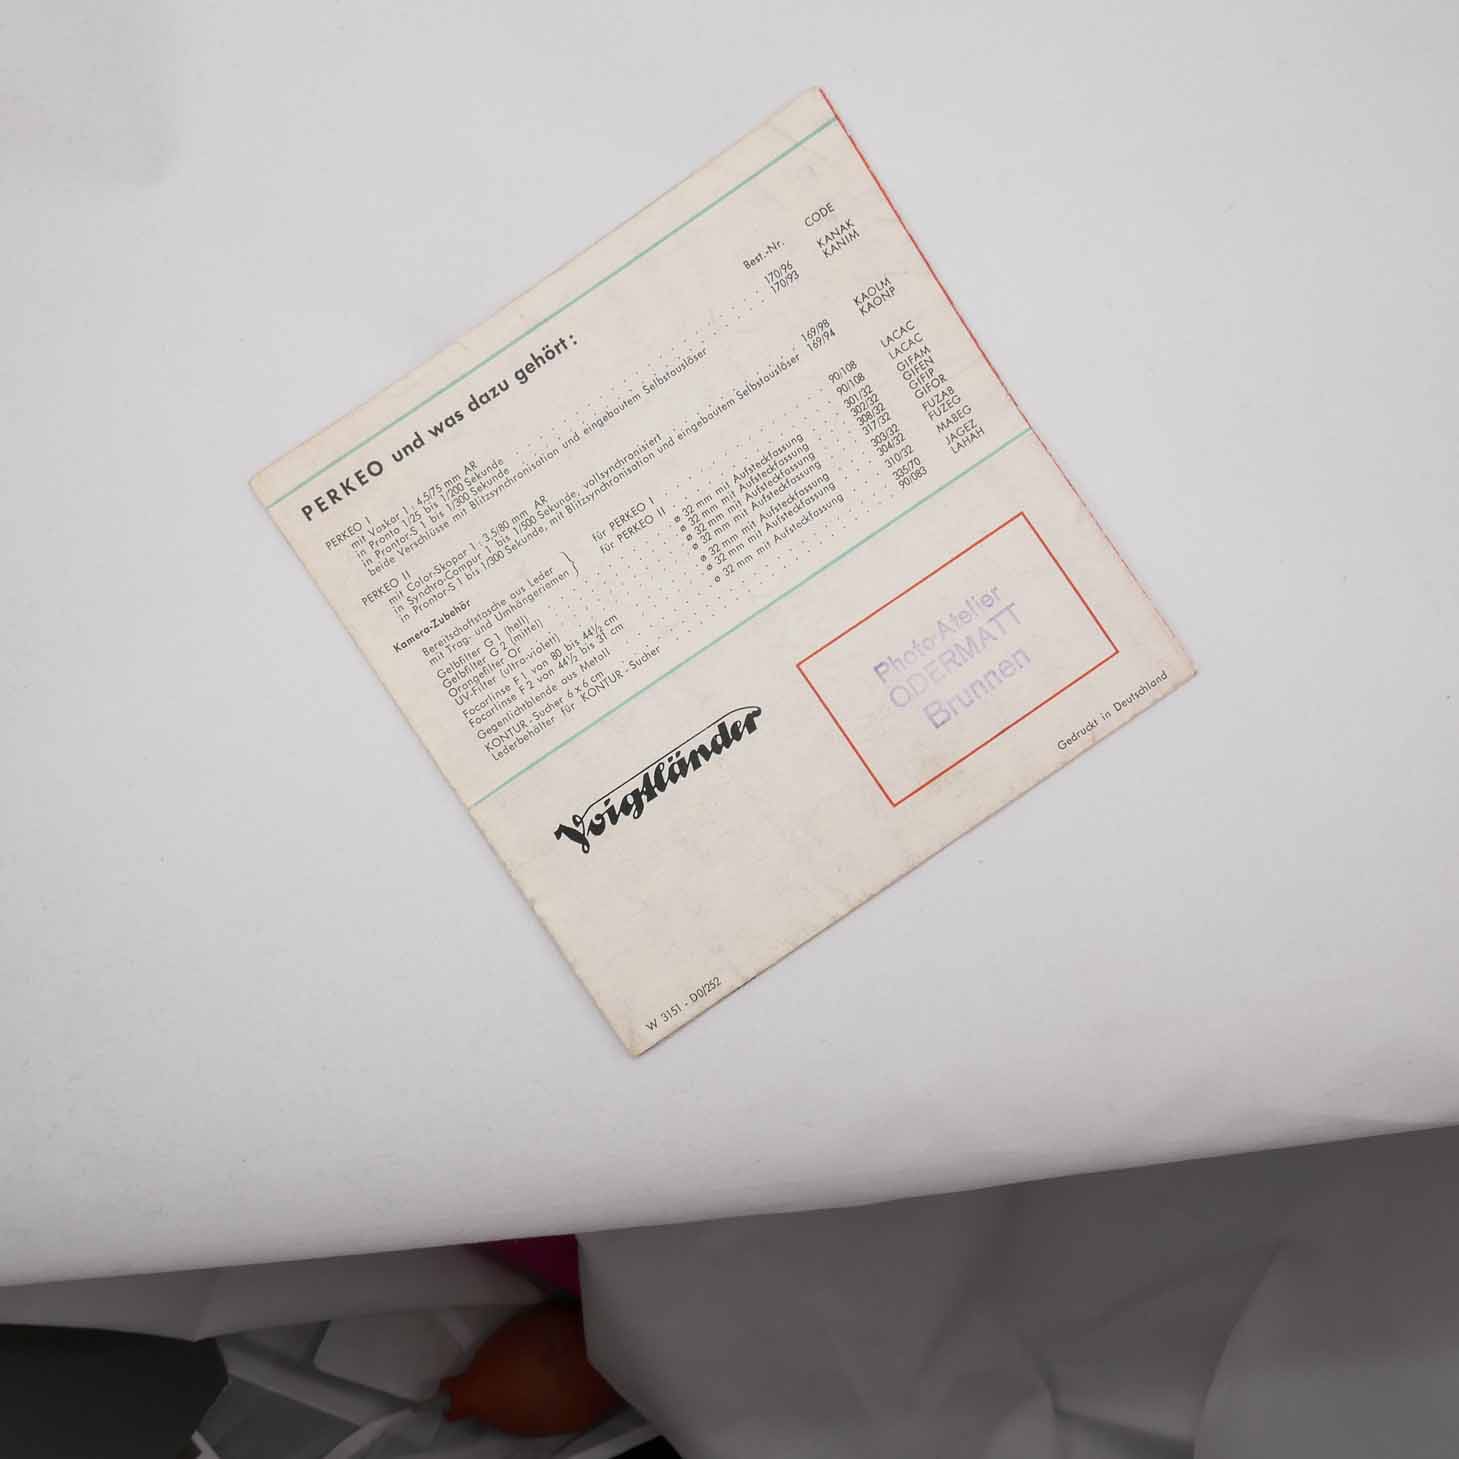 PERKEO und was dazu gehört:
Best.-Nr. CODE
PERKEO I
mit Vaskar 1 : 4,5/75 mm AR
in Pronto 1/25 bis 1/200 Sekunde . . . 170/96 KANAK
in Prontor-S 1 bis 1/300 Sekunde . . . 170/93 KANIM
beide Verschlüsse mit Blitzsynchronisation und eingebautem Selbstauslöser
PERKEO II
mit Color-Skopar 1 : 3,5/80 mm AR
in Synchro-Compur 1 bis 1/500 Sekunde, vollsynchronisiert . . . 169/98 KAOLM
in Prontor-S 1 bis 1/300 Sekunde, mit Blitzsynchronisation und eingebautem Selbstauslöser 169/94 KAONP
Kamera-Zubehör
Bereitschaftstasche aus Leder } für PERKEO I . . . 90/108 LACAC
mit Trag- und Umhängeriemen } für PERKEO II . . . 90/108 LACAC
Gelbfilter G 1 (hell) . . . ø 32 mm mit Aufsteckfassung . . . 301/32 GIFAM
Gelbfilter G 2 (mittel) . . . ø 32 mm mit Aufsteckfassung . . . 302/32 GIFEN
Orangefilter Or . . . ø 32 mm mit Aufsteckfassung . . . 308/32 GIFIP
UV-Filter (ultra-violett) . . . ø 32 mm mit Aufsteckfassung . . . 317/32 GIFOR
Focarlinse F 1 von 80 bis 44½ cm . . . ø 32 mm mit Aufsteckfassung . . . 303/32 FUZAB
Focarlinse F 2 von 44½ bis 31 cm . . . ø 32 mm mit Aufsteckfassung . . . 304/32 FUZEG
Gegenlichtblende aus Metall . . . ø 32 mm mit Aufsteckfassung . . . 310/32 MABEG
KONTUR-Sucher 6 x 6 cm . . . 335/70 JAGEZ
Lederbehälter für KONTUR-Sucher . . . 90/083 LAHAH
Voigtländer
Photo-Atelier
ODERMATT
Brunnen
W 3151 - D0/252
Gedruckt in Deutschland